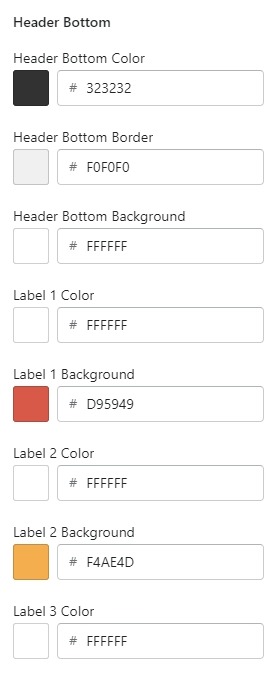 Header Bottom
Header Bottom Color
# 323232
Header Bottom Border
# F0F0F0
Header Bottom Background
# FFFFFF
Label 1 Color
# FFFFFF
Label 1 Background
# D95949
Label 2 Color
# FFFFFF
Label 2 Background
# F4AE4D
Label 3 Color
# FFFFFF